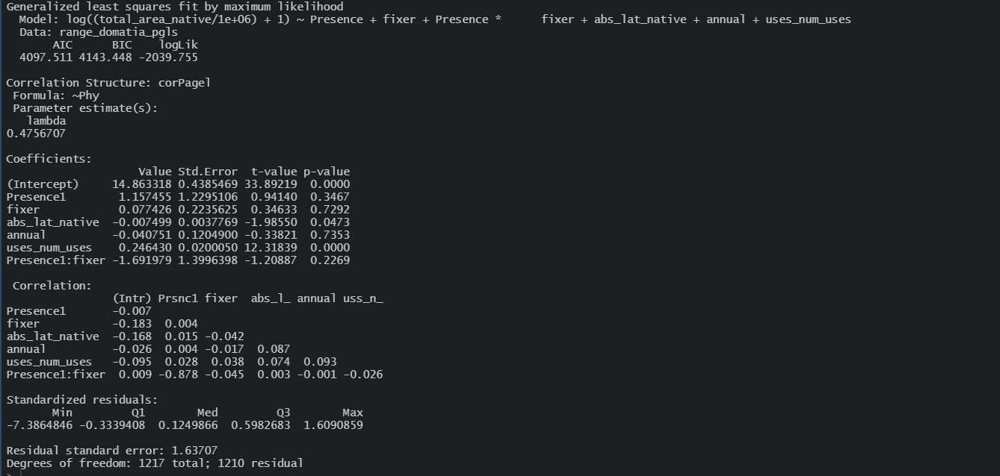 Generalized least squares fit by maximum likelihood
  Model: log((total_area_native/1e+06) + 1) ~ Presence + fixer + Presence *      fixer + abs_lat_native + annual + uses_num_uses
  Data: range_domatia_pgls
       AIC      BIC    logLik
  4097.511 4143.448 -2039.755

Correlation Structure: corPagel
 Formula: ~Phy
 Parameter estimate(s):
   lambda
0.4756707

Coefficients:
                    Value Std.Error  t-value p-value
(Intercept)     14.863318 0.4385469 33.89219  0.0000
Presence1        1.157455 1.2295106  0.94140  0.3467
fixer            0.077426 0.2235625  0.34633  0.7292
abs_lat_native  -0.007499 0.0037769 -1.98550  0.0473
annual          -0.040751 0.1204900 -0.33821  0.7353
uses_num_uses    0.246430 0.0200050 12.31839  0.0000
Presence1:fixer -1.691979 1.3996398 -1.20887  0.2269

 Correlation:
                (Intr) Prsnc1 fixer  abs_l_ annual uss_n_
Presence1       -0.007
fixer           -0.183  0.004
abs_lat_native  -0.168  0.015 -0.042
annual          -0.026  0.004 -0.017  0.087
uses_num_uses   -0.095  0.028  0.038  0.074  0.093
Presence1:fixer  0.009 -0.878 -0.045  0.003 -0.001 -0.026

Standardized residuals:
       Min         Q1        Med         Q3        Max
-7.3864846 -0.3339408  0.1249866  0.5982683  1.6090859

Residual standard error: 1.63707
Degrees of freedom: 1217 total; 1210 residual